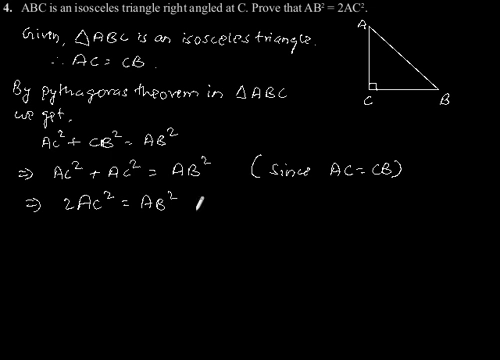 4. ABC is an isosceles triangle right angled at C. Prove that AB² = 2AC².
Given, △ABC is an isosceles triangle.
∴ AC = CB.
By pythagoras theorem in △ABC
we get,
AC² + CB² = AB²
⇒ AC² + AC² = AB² (since AC = CB)
⇒ 2AC² = AB²
A
C
B